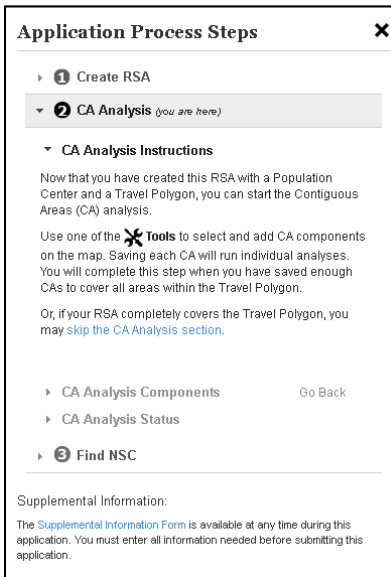 Application Process Steps
1 Create RSA
2 CA Analysis (you are here)
CA Analysis Instructions
Now that you have created this RSA with a Population
Center and a Travel Polygon, you can start the Contiguous
Areas (CA) analysis.
Use one of the Tools to select and add CA components
on the map. Saving each CA will run individual analyses.
You will complete this step when you have saved enough
CAs to cover all areas within the Travel Polygon.
Or, if your RSA completely covers the Travel Polygon, you
may skip the CA Analysis section.
CA Analysis Components Go Back
CA Analysis Status
3 Find NSC
Supplemental Information:
The Supplemental Information Form is available at any time during this
application. You must enter all information needed before submitting this
application.